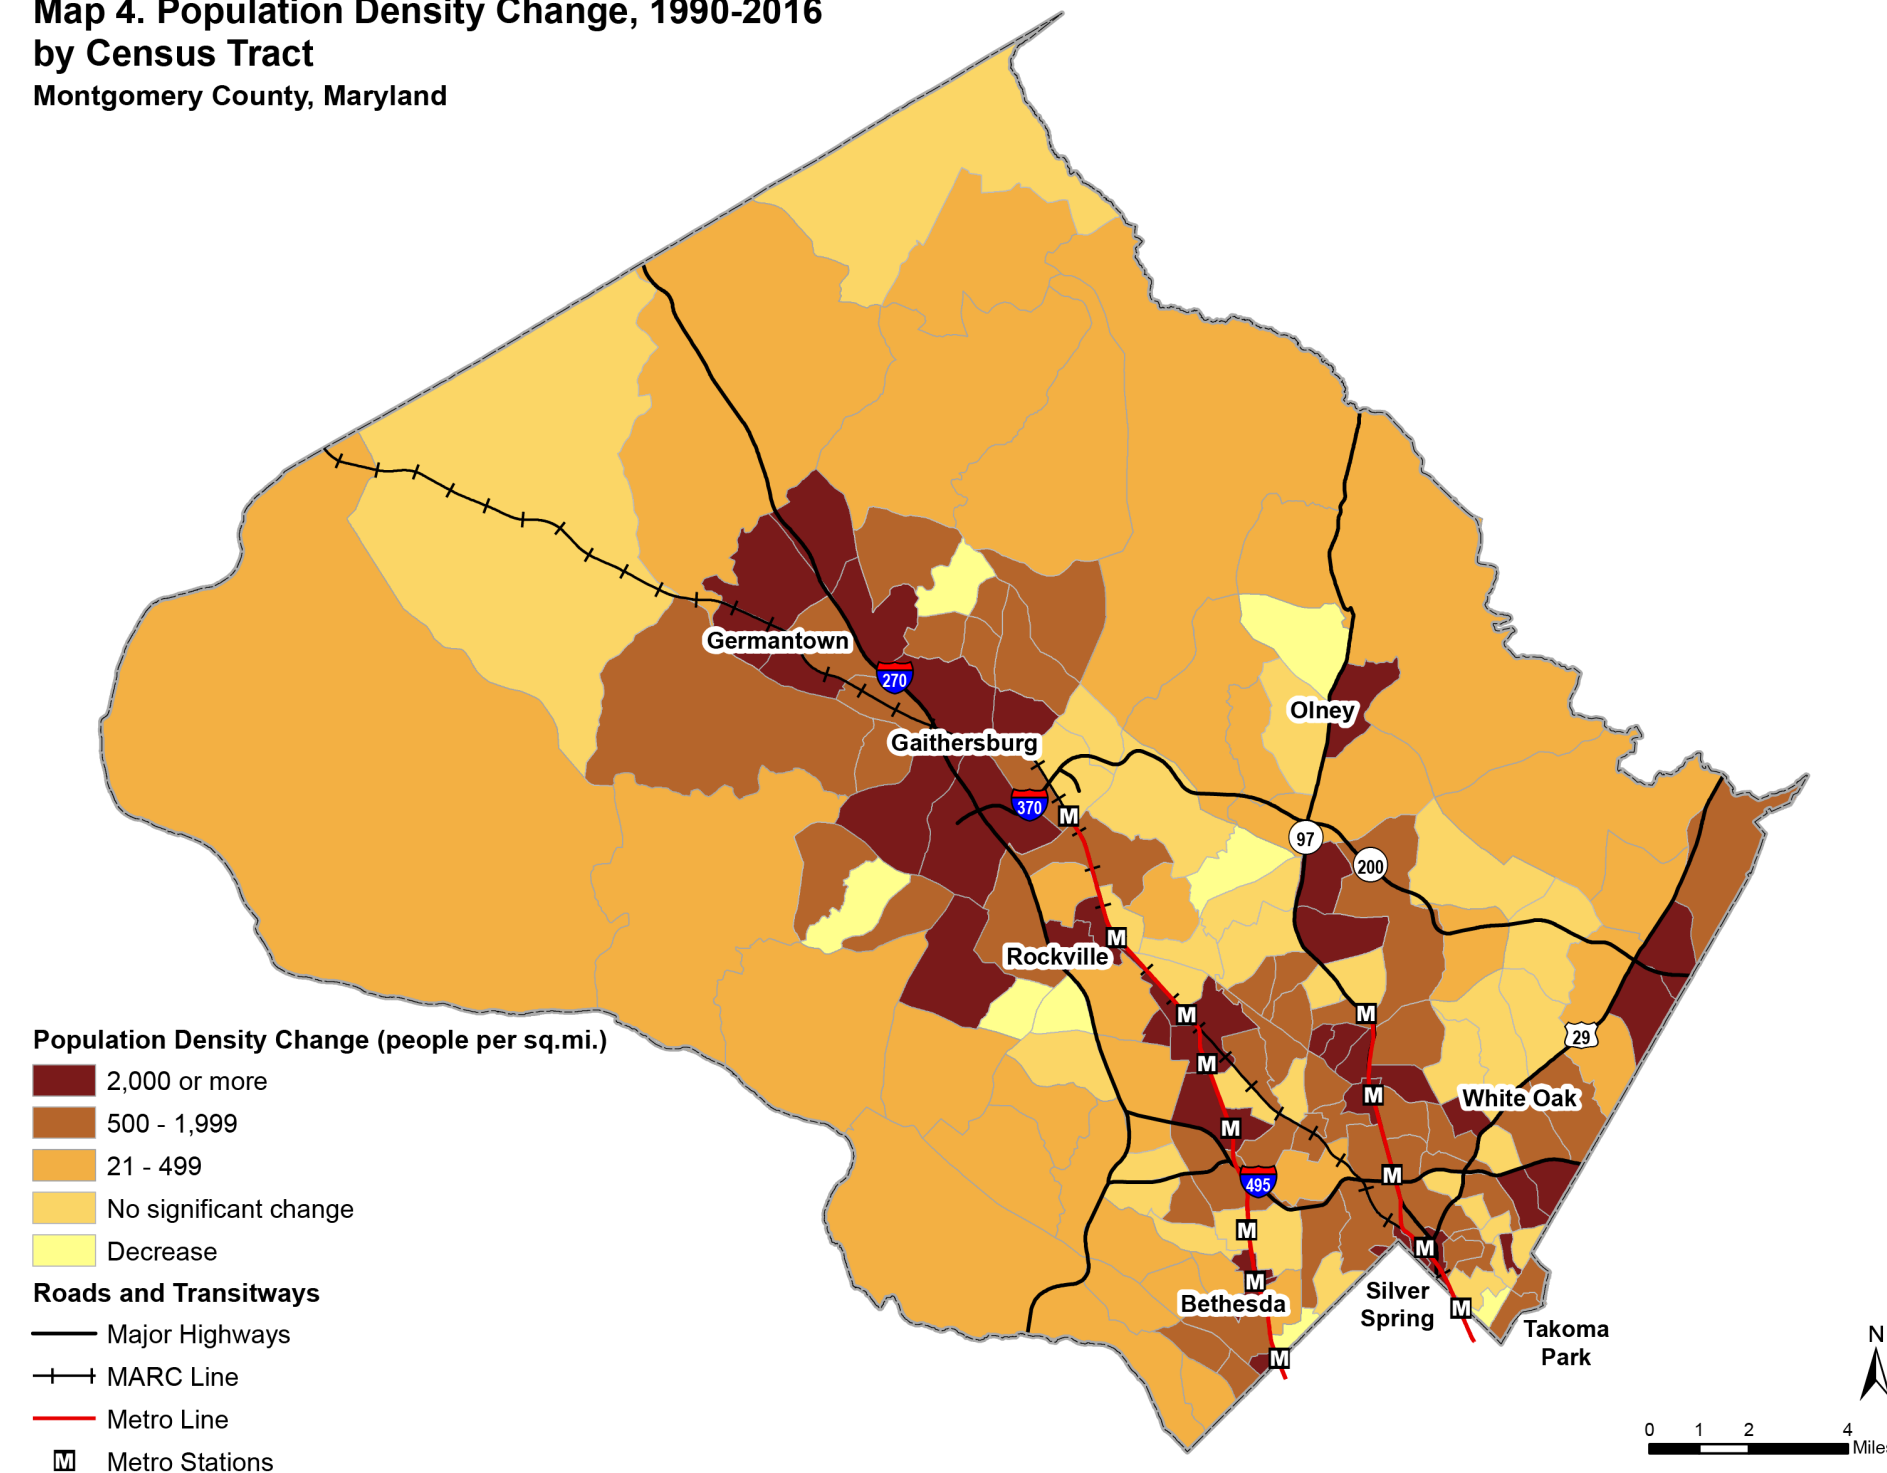 Map 4. Population Density Change, 1990-2016
by Census Tract
Montgomery County, Maryland
Germantown
270
Gaithersburg
Olney
370
M
97
200
M
Rockville
M
M
29
M
M
White Oak
M
M
495
M
M
M
Bethesda
Silver
Spring
M
Takoma
Park
M
Population Density Change (people per sq.mi.)
2,000 or more
500 - 1,999
21 - 499
No significant change
Decrease
Roads and Transitways
Major Highways
MARC Line
Metro Line
M Metro Stations
N
0 1 2 4